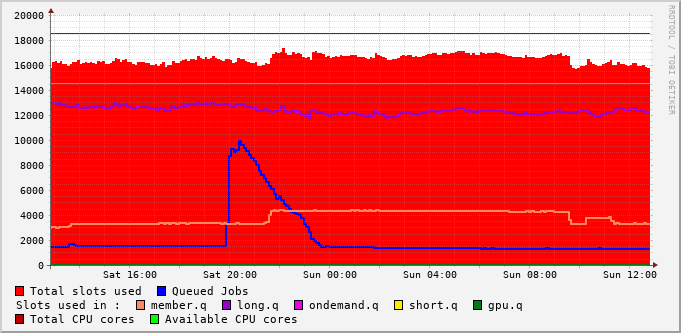 20000
18000
16000
14000
12000
10000
8000
6000
4000
2000
0
Sat 16:00 Sat 20:00 Sun 00:00 Sun 04:00 Sun 08:00 Sun 12:00
Total slots used Queued Jobs
Slots used in : member.q long.q ondemand.q short.q gpu.q
Total CPU cores Available CPU cores
RRDTOOL / TOBI OETIKER